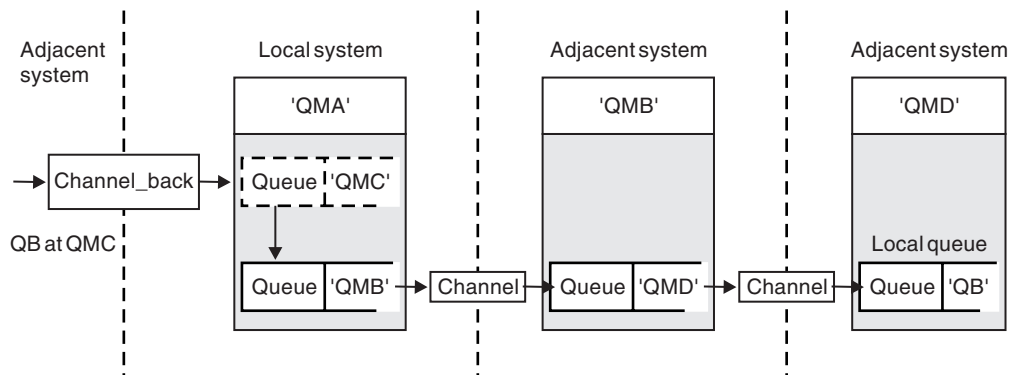 Adjacent
system
Local system
Adjacent system
Adjacent system
'QMA'
'QMB'
'QMD'
Channel_back
Queue 'QMC'
QB at QMC
Local queue
Queue 'QMB'
Channel
Queue 'QMD'
Channel
Queue 'QB'